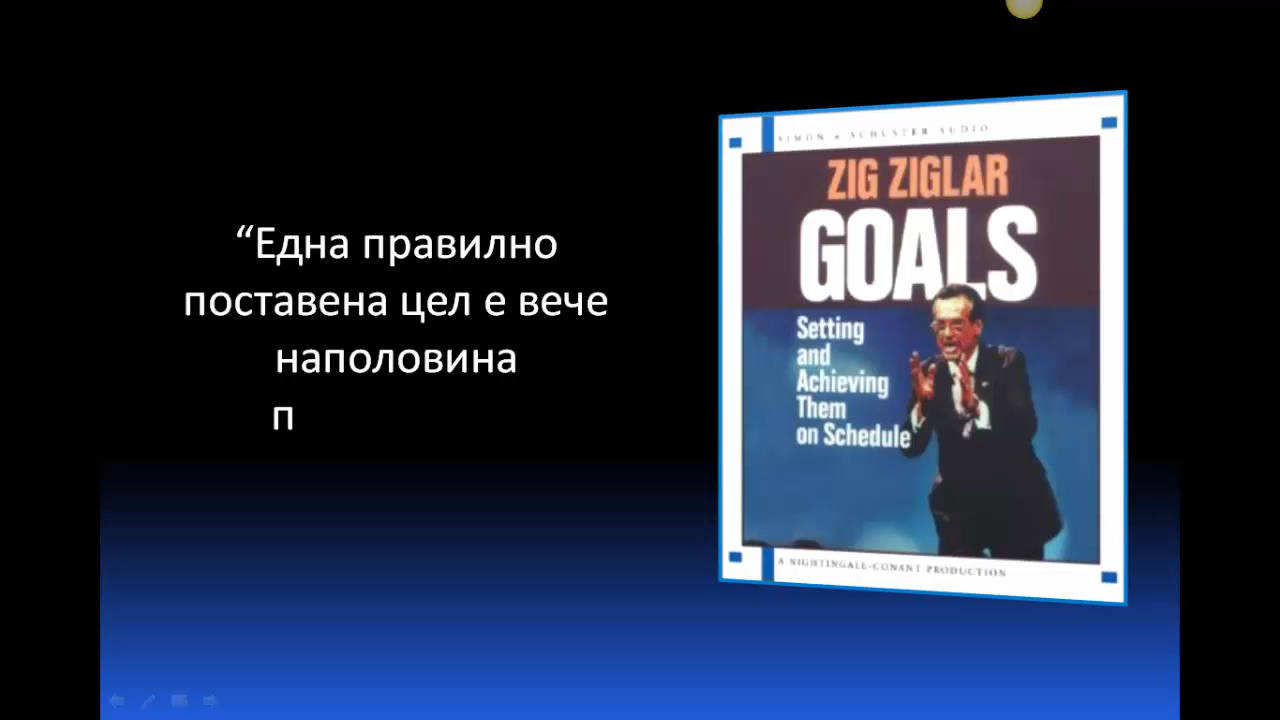 “Една правилно
поставена цел е вече
наполовина
п
SIMON & SCHUSTER AUDIO
ZIG ZIGLAR
GOALS
Setting
and
Achieving
Them
on Schedule
A NIGHTINGALE-CONANT PRODUCTION